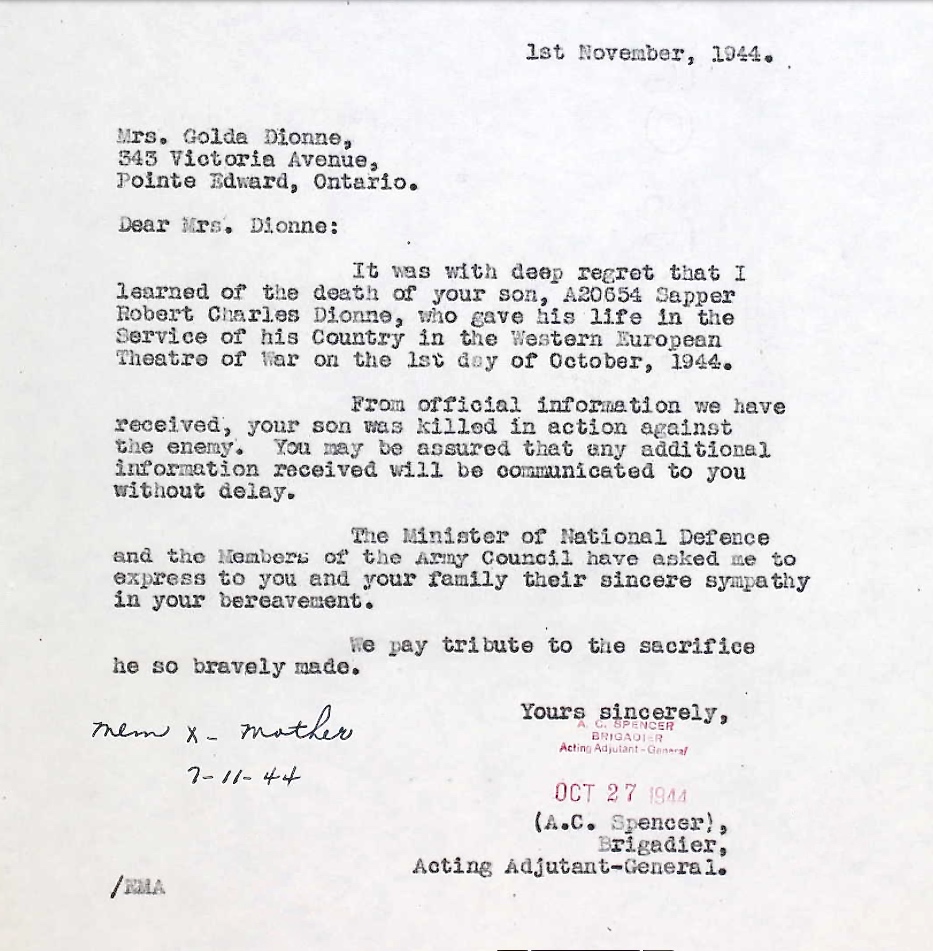 1st November, 1944.
Mrs. Golda Dionne,
343 Victoria Avenue,
Pointe Edward, Ontario.
Dear Mrs. Dionne:
It was with deep regret that I
learned of the death of your son, A20654 Sapper
Robert Charles Dionne, who gave his life in the
Service of his Country in the Western European
Theatre of War on the 1st day of October, 1944.
From official information we have
received, your son was killed in action against
the enemy. You may be assured that any additional
information received will be communicated to you
without delay.
The Minister of National Defence
and the Members of the Army Council have asked me to
express to you and your family their sincere sympathy
in your bereavement.
We pay tribute to the sacrifice
he so bravely made.
Yours sincerely,
A. C. SPENCER
BRIGADIER
Acting Adjutant-General
Mem X - Mother
7-11-44
OCT 27 1944
(A.C. Spencer),
Brigadier,
Acting Adjutant-General.